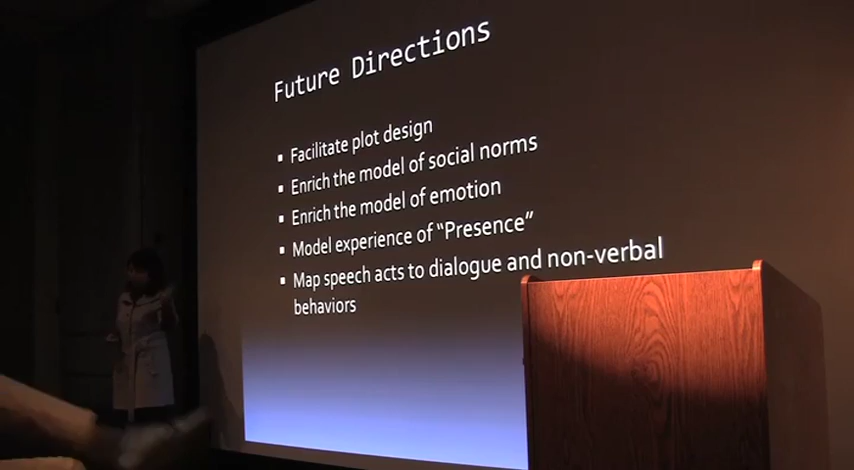 Future Directions
▪ Facilitate plot design
▪ Enrich the model of social norms
▪ Enrich the model of emotion
▪ Model experience of “Presence”
▪ Map speech acts to dialogue and non-verbal
behaviors